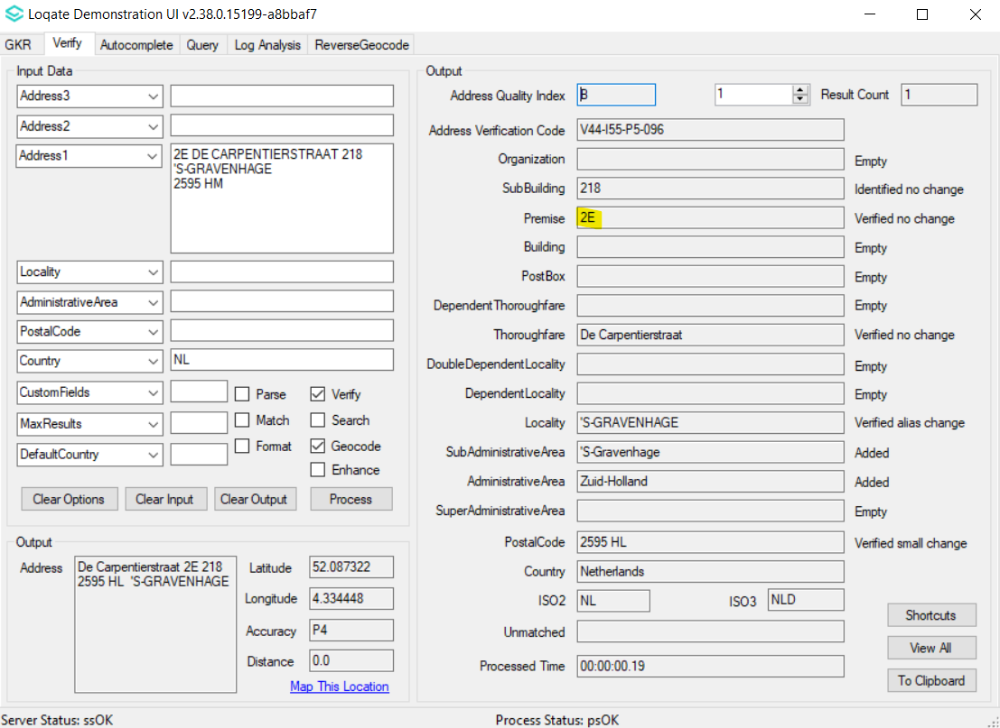 Loqate Demonstration UI v2.38.0.15199-a8bbaf7
GKR Verify Autocomplete Query Log Analysis ReverseGeocode
Input Data
Address3
Address2
Address1
2E DE CARPENTIERSTRAAT 218
'S-GRAVENHAGE
2595 HM
Locality
AdministrativeArea
PostalCode
Country NL
CustomFields Parse Verify
MaxResults Match Search
DefaultCountry Format Geocode
Enhance
Clear Options Clear Input Clear Output Process
Output
Address
De Carpentierstraat 2E 218
2595 HL 'S-GRAVENHAGE
Latitude 52.087322
Longitude 4.334448
Accuracy P4
Distance 0.0
Map This Location
Output
Address Quality Index B 1 Result Count 1
Address Verification Code V44-I55-P5-096
Organization Empty
SubBuilding 218 Identified no change
Premise 2E Verified no change
Building Empty
PostBox Empty
DependentThoroughfare Empty
Thoroughfare De Carpentierstraat Verified no change
DoubleDependentLocality Empty
DependentLocality Empty
Locality 'S-GRAVENHAGE Verified alias change
SubAdministrativeArea 'S-Gravenhage Added
AdministrativeArea Zuid-Holland Added
SuperAdministrativeArea Empty
PostalCode 2595 HL Verified small change
Country Netherlands
ISO2 NL ISO3 NLD
Unmatched
Processed Time 00:00:00.19
Shortcuts
View All
To Clipboard
Server Status: ssOK Process Status: psOK